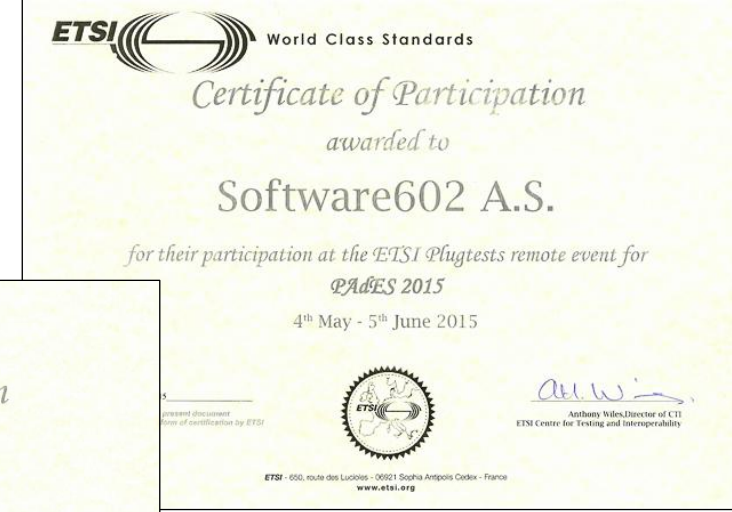 ETSI World Class Standards
Certificate of Participation
awarded to
Software602 A.S.
for their participation at the ETSI Plugtests remote event for
PAdES 2015
4th May - 5th June 2015
present document
form of certification by ETSI
ETSI
Anthony Wiles,Director of CTI
ETSI Centre for Testing and Interoperability
ETSI - 650, route des Lucioles - 06921 Sophia Antipolis Cedex - France
www.etsi.org